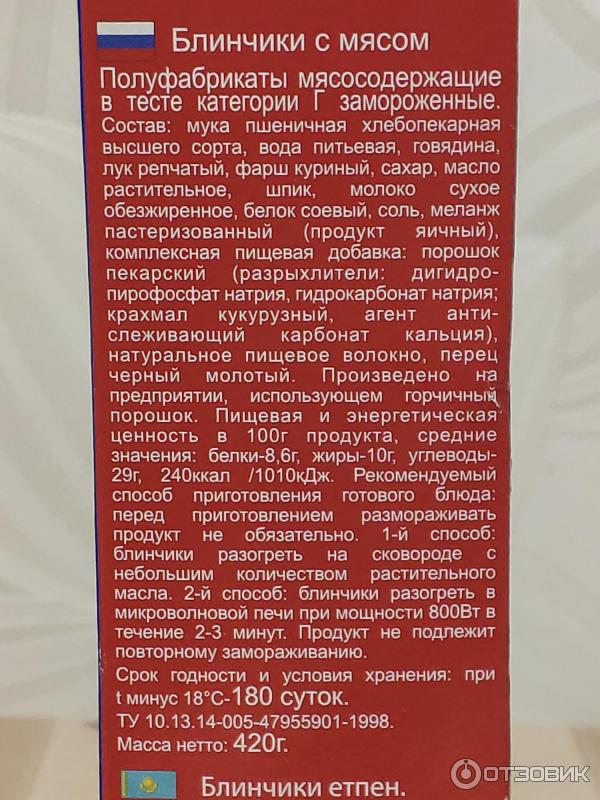 Блинчики с мясом
Полуфабрикаты мясосодержащие
в тесте категории Г замороженные.
Состав: мука пшеничная хлебопекарная
высшего сорта, вода питьевая, говядина,
лук репчатый, фарш куриный, сахар, масло
растительное, шпик, молоко сухое
обезжиренное, белок соевый, соль, меланж
пастеризованный (продукт яичный),
комплексная пищевая добавка: порошок
пекарский (разрыхлители: дигидро-
пирофосфат натрия, гидрокарбонат натрия;
крахмал кукурузный, агент анти-
слеживающий карбонат кальция),
натуральное пищевое волокно, перец
черный молотый. Произведено на
предприятии, использующем горчичный
порошок. Пищевая и энергетическая
ценность в 100г продукта, средние
значения: белки-8,6г, жиры-10г, углеводы-
29г, 240ккал /1010кДж. Рекомендуемый
способ приготовления готового блюда:
перед приготовлением размораживать
продукт не обязательно. 1-й способ:
блинчики разогреть на сковороде с
небольшим количеством растительного
масла. 2-й способ: блинчики разогреть в
микроволновой печи при мощности 800Вт в
течение 2-3 минут. Продукт не подлежит
повторному замораживанию.
Срок годности и условия хранения: при
t минус 18°С-180 суток.
ТУ 10.13.14-005-47955901-1998.
Масса нетто: 420г.
Блинчики етпен.
ОТЗОВИК